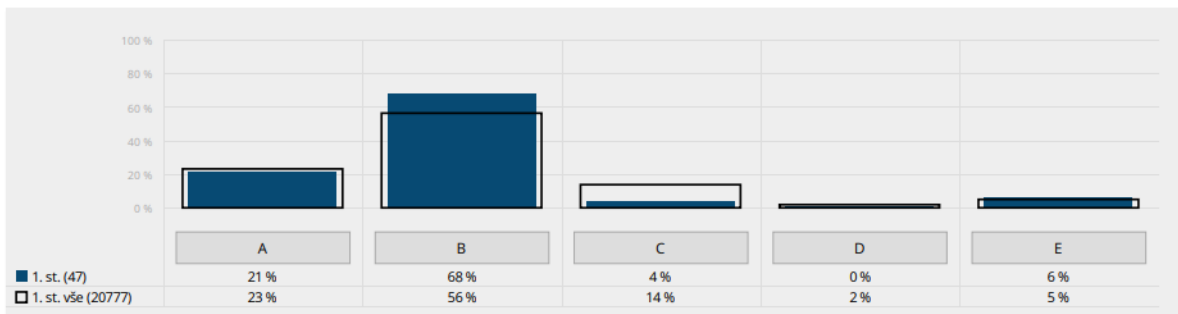 100 %
80 %
60 %
40 %
20 %
0 %
A B C D E
1. st. (47) 21 % 68 % 4 % 0 % 6 %
1. st. vše (20777) 23 % 56 % 14 % 2 % 5 %